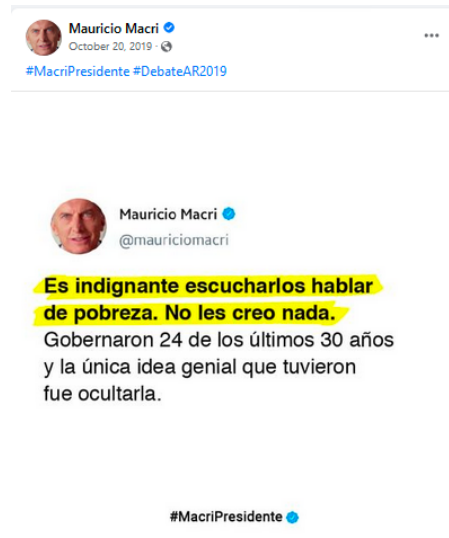 Mauricio Macri
October 20, 2019 ·
#MacriPresidente #DebateAR2019
Mauricio Macri
@mauriciomacri
Es indignante escucharlos hablar
de pobreza. No les creo nada.
Gobernaron 24 de los últimos 30 años
y la única idea genial que tuvieron
fue ocultarla.
#MacriPresidente